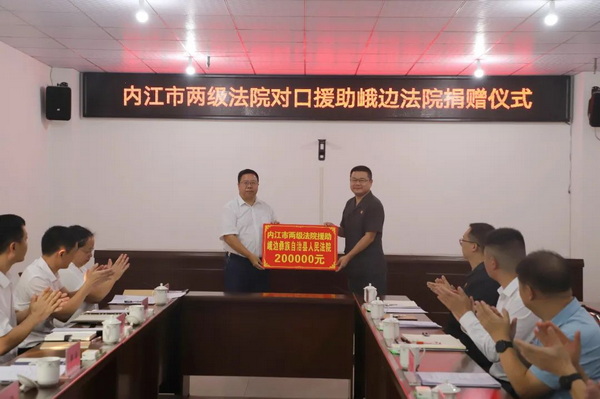 内江市两级法院对口援助峨边法院捐赠仪式
内江市两级法院援助
峨边彝族自治县人民法院
200000元